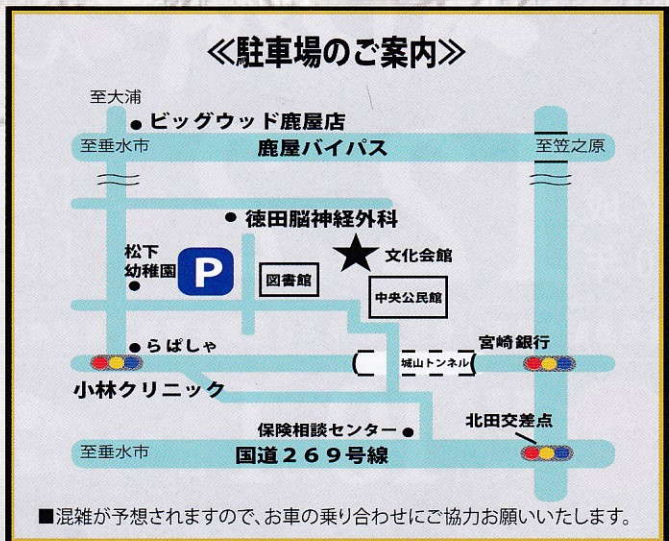 ≪駐車場のご案内≫
至大浦
ビッグウッド鹿屋店
至垂水市
鹿屋バイパス
至笠之原
徳田脳神経外科
松下
幼稚園
P
図書館
文化会館
中央公民館
らぱしゃ
城山トンネル
宮崎銀行
小林クリニック
保険相談センター
北田交差点
至垂水市
国道269号線
■混雑が予想されますので、お車の乗り合わせにご協力お願いいたします。